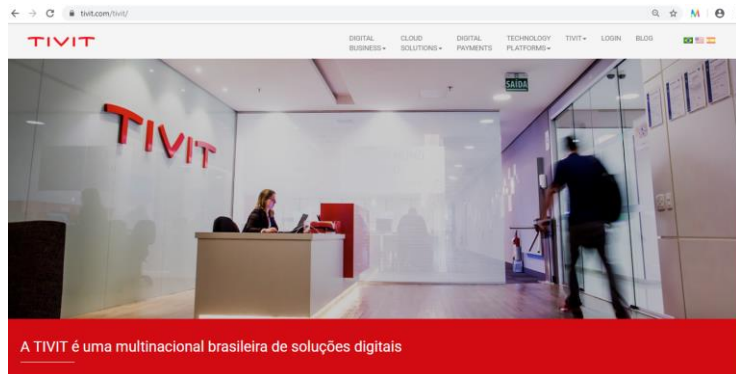 tivit.com/tivit/
TIVIT
DIGITAL
BUSINESS
CLOUD
SOLUTIONS
DIGITAL
PAYMENTS
TECHNOLOGY
PLATFORMS
TIVIT
LOGIN
BLOG
TIVIT
SAÍDA
A TIVIT é uma multinacional brasileira de soluções digitais